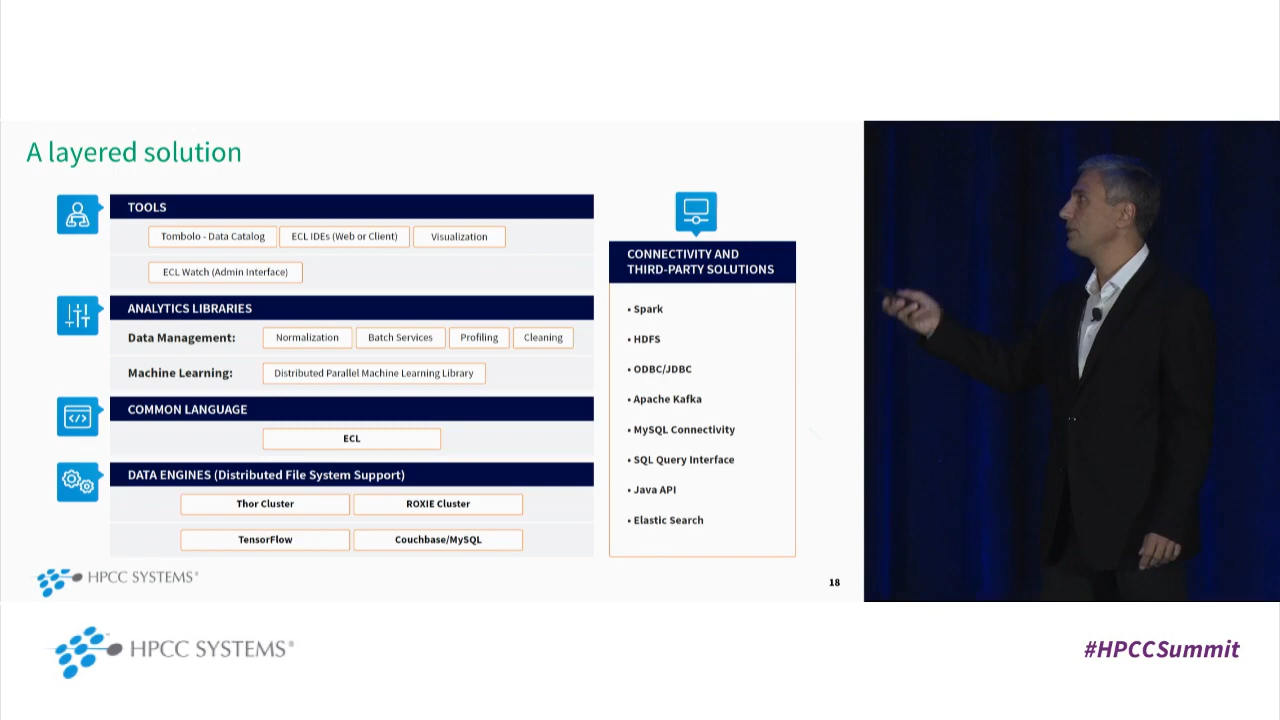 A layered solution
TOOLS
Tombolo - Data Catalog
ECL IDEs (Web or Client)
Visualization
ECL Watch (Admin Interface)
ANALYTICS LIBRARIES
Data Management:
Normalization
Batch Services
Profiling
Cleaning
Machine Learning:
Distributed Parallel Machine Learning Library
COMMON LANGUAGE
ECL
DATA ENGINES (Distributed File System Support)
Thor Cluster
ROXIE Cluster
TensorFlow
Couchbase/MySQL
CONNECTIVITY AND
THIRD-PARTY SOLUTIONS
• Spark
• HDFS
• ODBC/JDBC
• Apache Kafka
• MySQL Connectivity
• SQL Query Interface
• Java API
• Elastic Search
HPCC SYSTEMS®
18
HPCC SYSTEMS®
#HPCCSummit